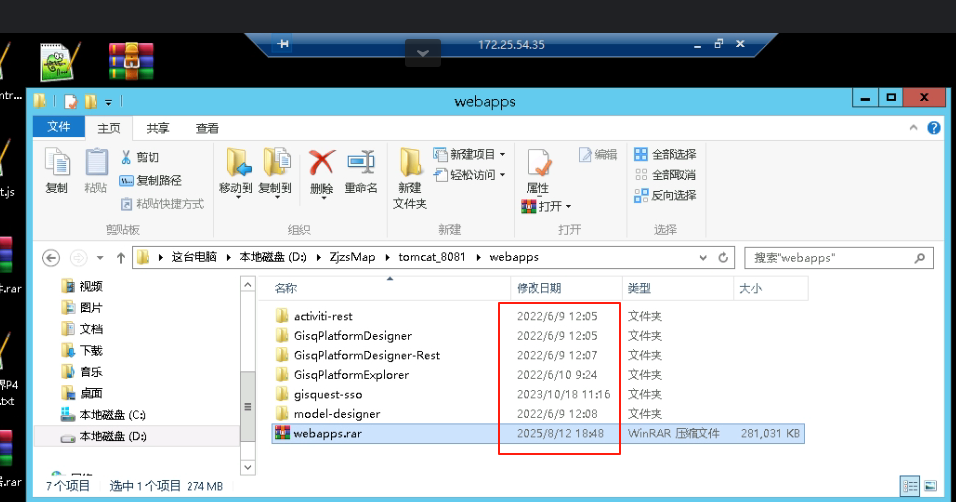 172.25.54.35
webapps
文件 主页 共享 查看
复制
粘贴
剪切
复制路径
粘贴快捷方式
剪贴板
移动到 复制到 删除 重命名
组织
新建
文件夹
新建项目
轻松访问
新建
属性
打开
编辑
打开
全部选择
全部取消
反向选择
选择
这台电脑 本地磁盘 (D:) ZjzsMap tomcat_8081 webapps
搜索"webapps"
视频
图片
文档
下载
音乐
桌面
本地磁盘 (C:)
本地磁盘 (D:)
名称 修改日期 类型 大小
activiti-rest 2022/6/9 12:05 文件夹
GisqPlatformDesigner 2022/6/9 12:05 文件夹
GisqPlatformDesigner-Rest 2022/6/9 12:07 文件夹
GisqPlatformExplorer 2022/6/10 9:24 文件夹
gisquest-sso 2023/10/18 11:16 文件夹
model-designer 2022/6/9 12:08 文件夹
webapps.rar 2025/8/12 18:48 WinRAR 压缩文件 281,031 KB
7个项目 选中 1 个项目 274 MB
ntr...
t.js
.rar
P4
.txt
.rar